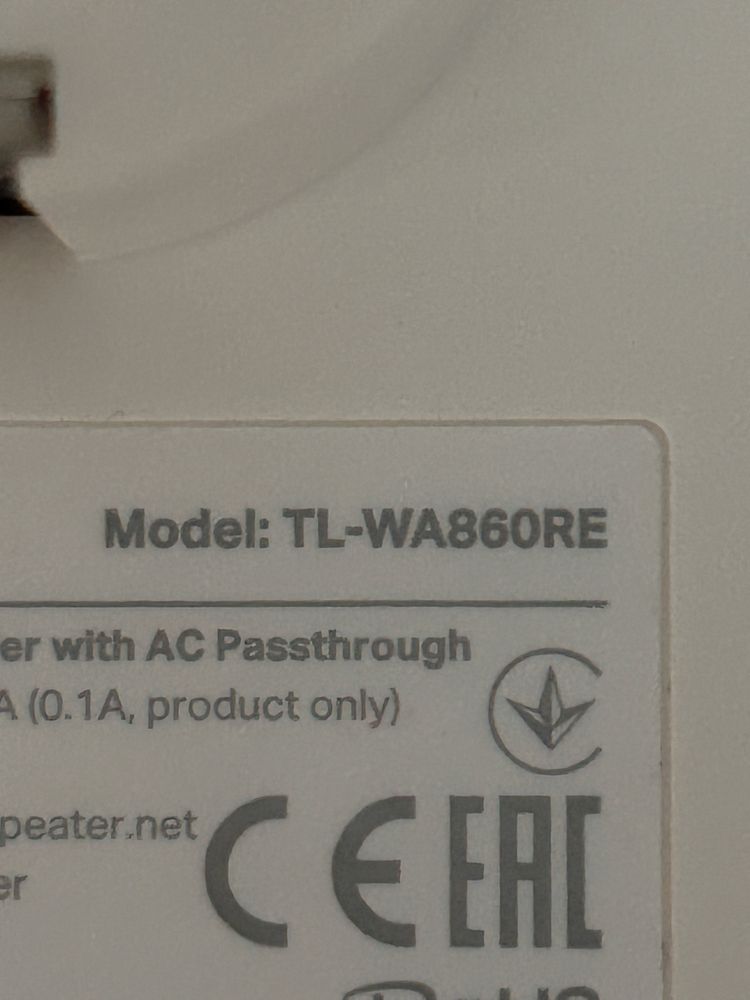 Model: TL-WA860RE
er with AC Passthrough
A (0.1A, product only)
peater.net
er
CE EAC